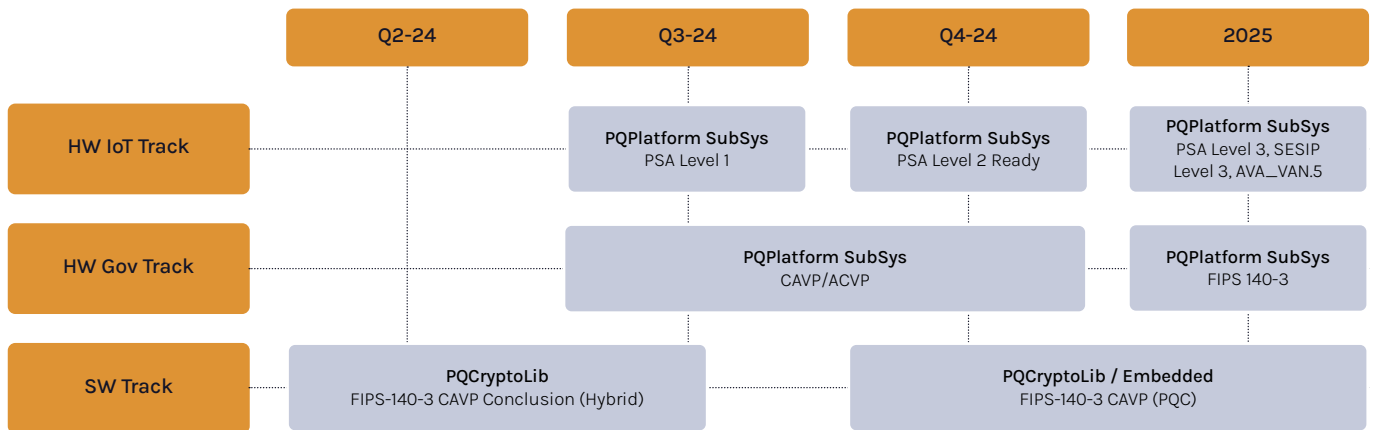 Q2-24
Q3-24
Q4-24
2025
HW IoT Track
PQPlatform SubSys
PSA Level 1
PQPlatform SubSys
PSA Level 2 Ready
PQPlatform SubSys
PSA Level 3, SESIP
Level 3, AVA_VAN.5
HW Gov Track
PQPlatform SubSys
CAVP/ACVP
PQPlatform SubSys
FIPS 140-3
SW Track
PQCryptoLib
FIPS-140-3 CAVP Conclusion (Hybrid)
PQCryptoLib / Embedded
FIPS-140-3 CAVP (PQC)